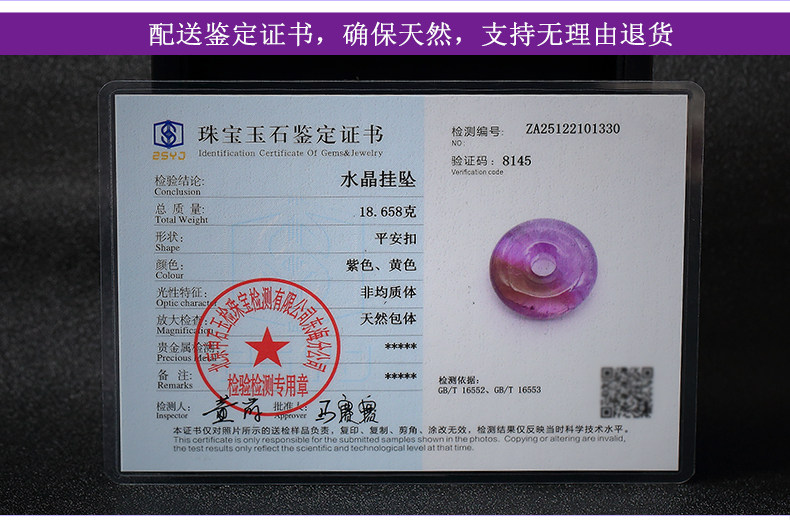 配送鉴定证书，确保天然，支持无理由退货
ZSYJ
珠宝玉石鉴定证书
Identification Certificate Of Gems&Jewelry
检验结论: 水晶挂坠
Conclusion
总 质 量: 18.658克
Total Weight
形状: 平安扣
Shape
颜色: 紫色、黄色
Colour
光性特征: 非均质体
Optic character
放大检查: 天然包体
Magnification
贵金属检测: *****
Precious Metal
备 注: *****
Remarks
检测人: 批准人:
Inspector Approver
检验检测专用章
检测编号: ZA25122101330
NO:
验证码: 8145
Verification code
检测依据:
GB/T 16552、GB/T 16553
本证书仅对照片所示的送检样品负责，复印、复制、剪角、涂改无效，检测结果仅反映当时科学技术水平。
This certificate is only responsible for the submitted samples shown in the photos. Copying or altering are invalid,
the test results only reflect the scientific and technological level at that time.